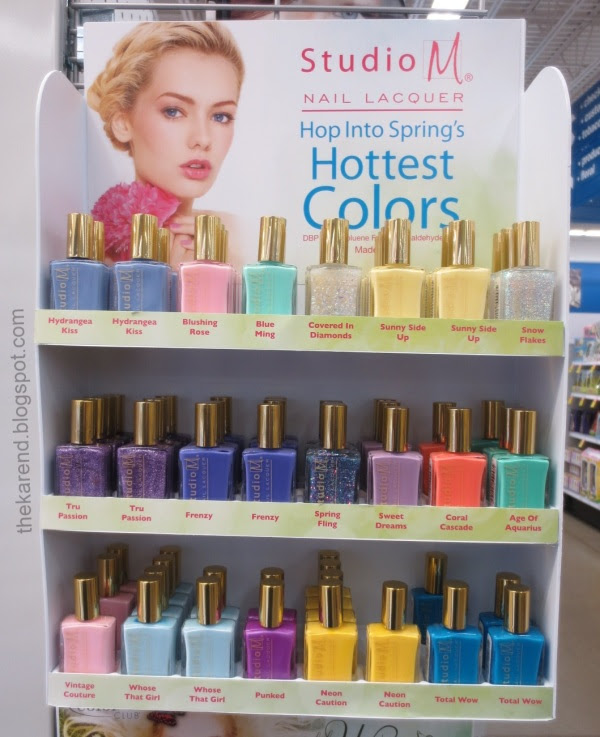 Studio M®
NAIL LACQUER
Hop Into Spring's
Hottest
Colors
Made
Hydrangea Kiss
Hydrangea Kiss
Blushing Rose
Blue Ming
Covered In Diamonds
Sunny Side Up
Sunny Side Up
Snow Flakes
Tru Passion
Tru Passion
Frenzy
Frenzy
Spring Fling
Sweet Dreams
Coral Cascade
Age Of Aquarius
Vintage Couture
Whose That Girl
Whose That Girl
Punked
Neon Caution
Neon Caution
Total Wow
Total Wow
CLUB
thekarend.blogspot.com